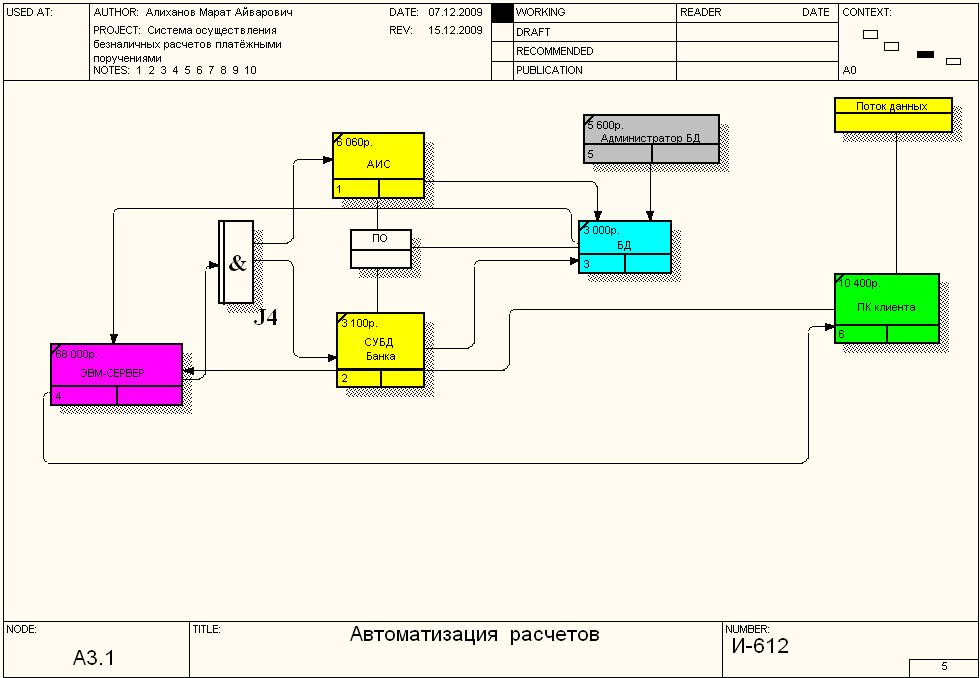 USED AT:
AUTHOR: Алиханов Марат Айварович
DATE: 07.12.2009
PROJECT: Система осуществления
безналичных расчетов платёжными
поручениями
REV: 15.12.2009
NOTES: 1 2 3 4 5 6 7 8 9 10
WORKING
DRAFT
RECOMMENDED
PUBLICATION
READER DATE
CONTEXT:
A0
Поток данных
5 600р.
Администратор БД
5
6 060р.
АИС
1
ПО
3 000р.
БД
3
&
J4
10 400р.
ПК клиента
6
3 100р.
СУБД
Банка
2
68 000р.
ЭВМ-СЕРВЕР
4
NODE:
A3.1
TITLE:
Автоматизация расчетов
NUMBER:
И-612
5